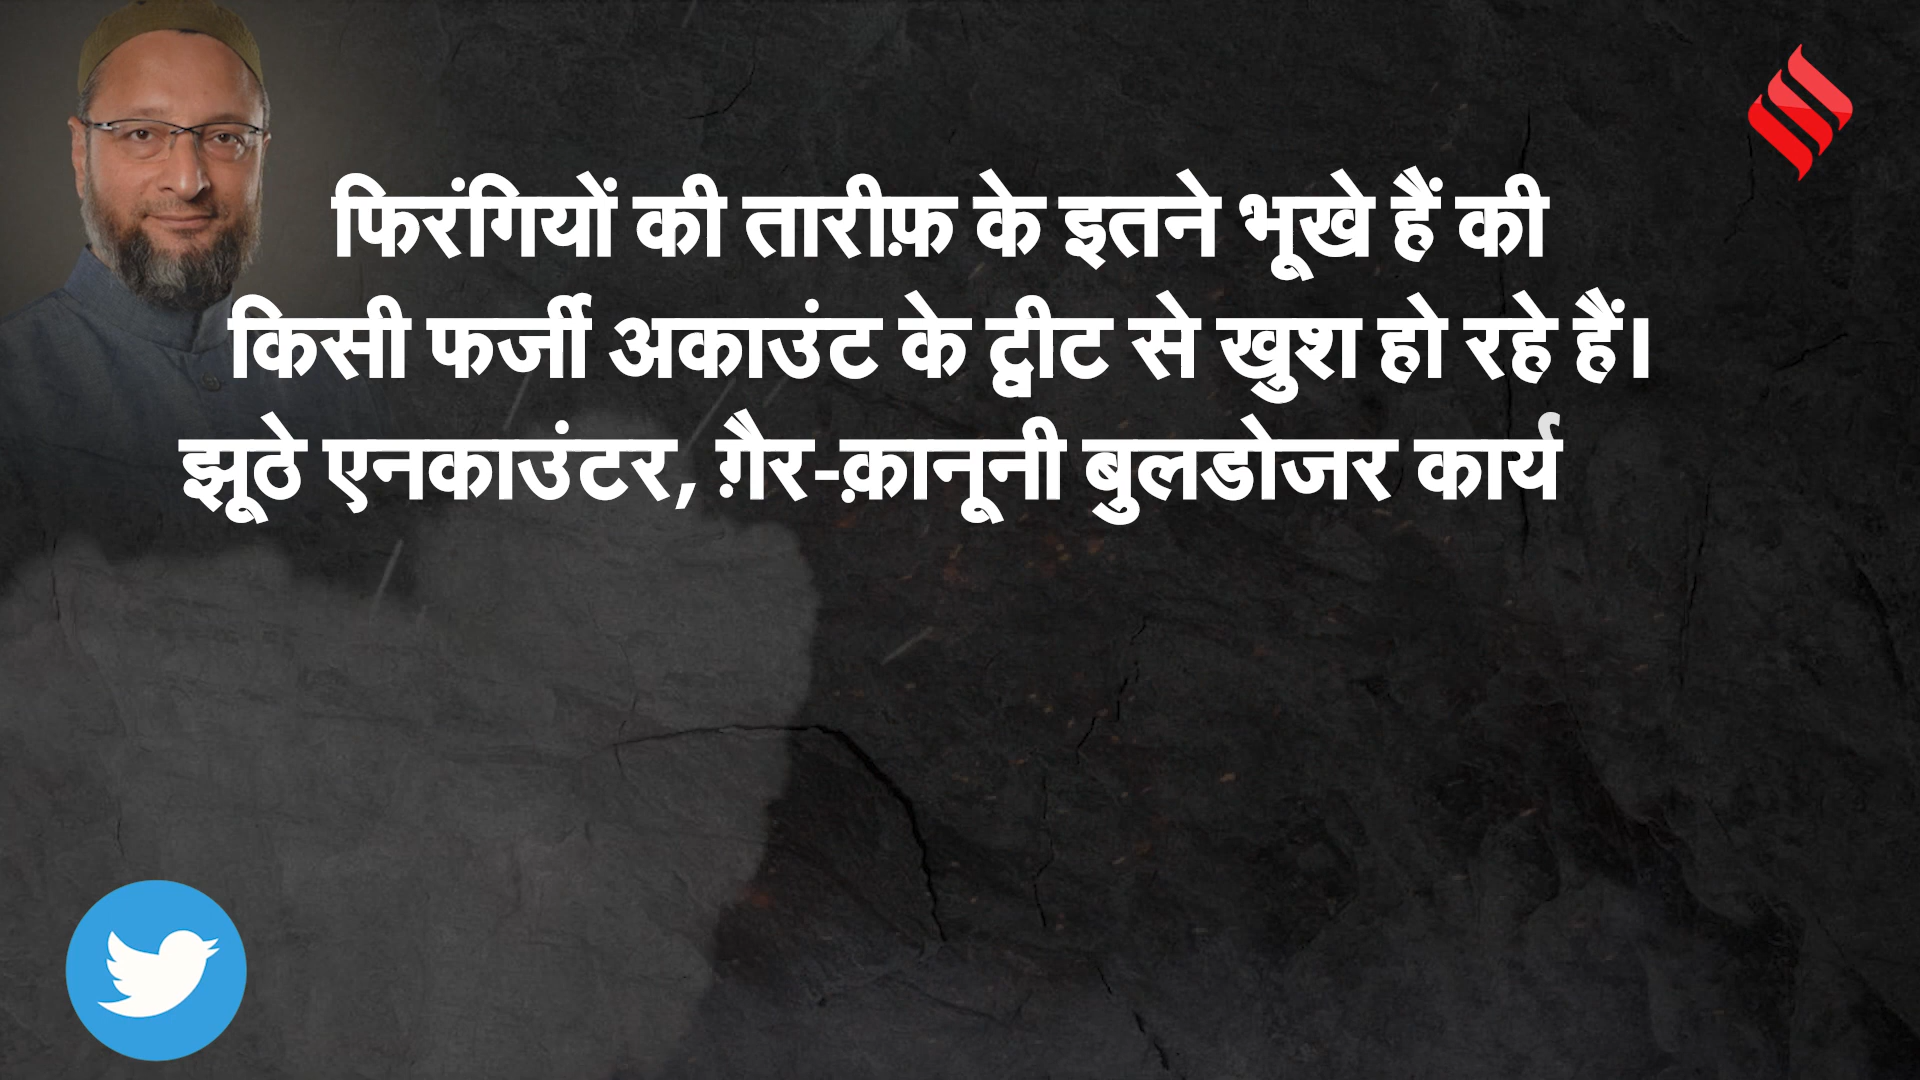 फिरंगियों की तारीफ़ के इतने भूखे हैं की
किसी फर्जी अकाउंट के ट्वीट से खुश हो रहे हैं।
झूठे एनकाउंटर, ग़ैर-क़ानूनी बुलडोजर कार्य